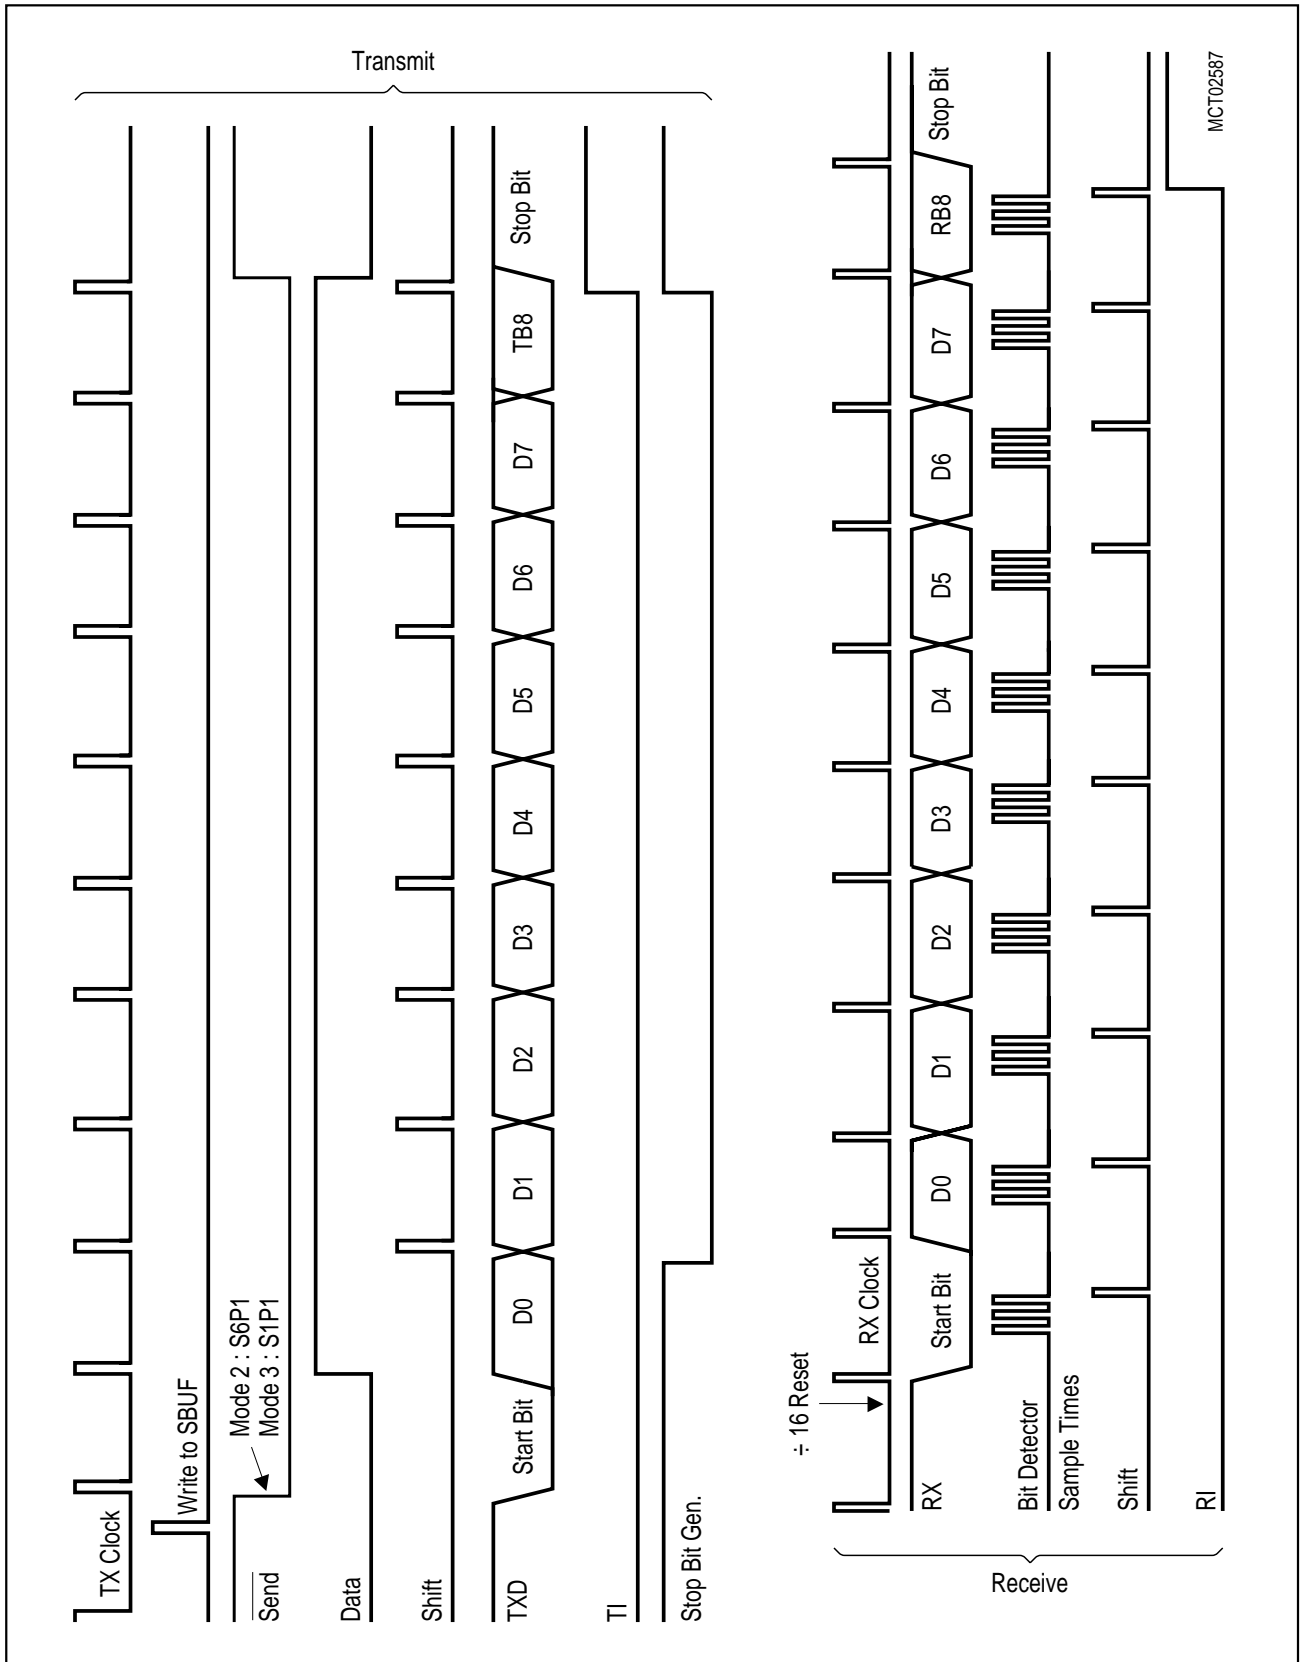 Transmit
TX Clock
Write to SBUF
Send
Mode 2 : S6P1
Mode 3 : S1P1
Data
Shift
TXD
Start Bit
D0
D1
D2
D3
D4
D5
D6
D7
TB8
Stop Bit
TI
Stop Bit Gen.
÷ 16 Reset
RX Clock
RX
Start Bit
D0
D1
D2
D3
D4
D5
D6
D7
RB8
Stop Bit
Bit Detector
Sample Times
Shift
RI
Receive
MCT02587